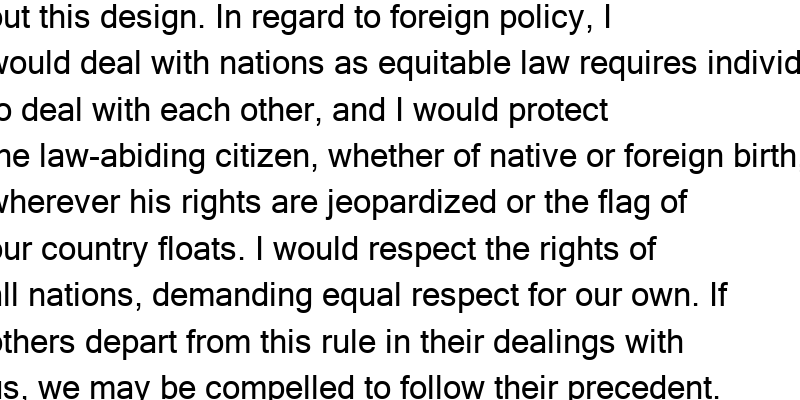 out this design. In regard to foreign policy, I
would deal with nations as equitable law requires individ
to deal with each other, and I would protect
the law-abiding citizen, whether of native or foreign birth,
wherever his rights are jeopardized or the flag of
our country floats. I would respect the rights of
all nations, demanding equal respect for our own. If
others depart from this rule in their dealings with
us, we may be compelled to follow their precedent.